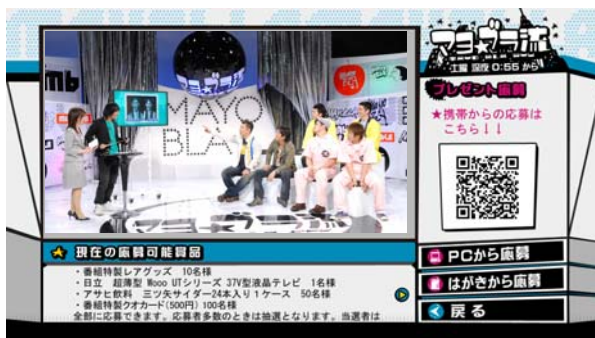 マヨ★ブラ流
土曜 深夜 0:55 から
プレゼント応募
★携帯からの応募は
こちら！！
マヨ★ブラ流
MAYO
BLA
現在の応募可能賞品
・番組特製レアグッズ 10名様
・日立 超薄型 Wooo UTシリーズ 37V型液晶テレビ 1名様
・アサヒ飲料 三ツ矢サイダー24本入り1ケース 50名様
・番組特製クオカード(500円) 100名様
全部に応募できます。応募者多数のときは抽選となります。当選者は
PCから応募
はがきから応募
戻る